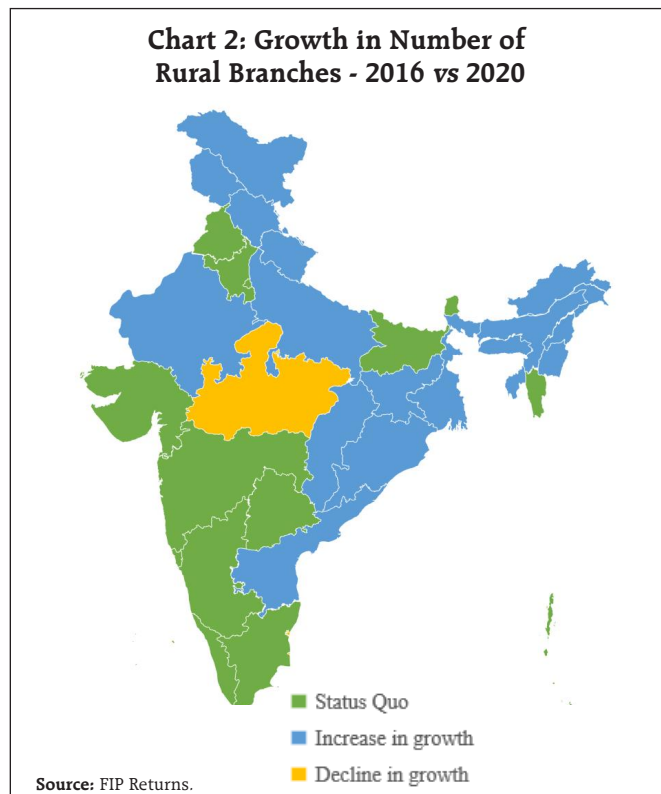 Chart 2: Growth in Number of
Rural Branches - 2016 vs 2020
Status Quo
Increase in growth
Decline in growth
Source: FIP Returns.